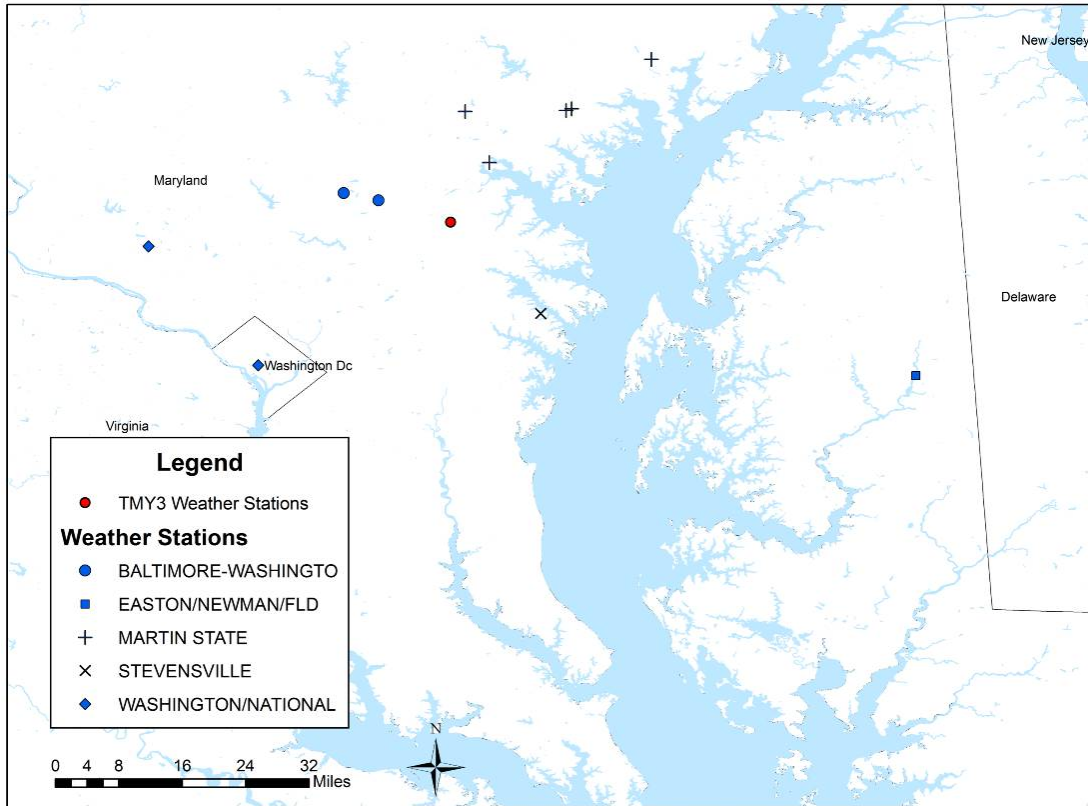 New Jersey
Maryland
Delaware
Washington Dc
Virginia
Legend
TMY3 Weather Stations
Weather Stations
BALTIMORE-WASHINGTO
EASTON/NEWMAN/FLD
MARTIN STATE
STEVENSVILLE
WASHINGTON/NATIONAL
N
0 4 8 16 24 32
Miles